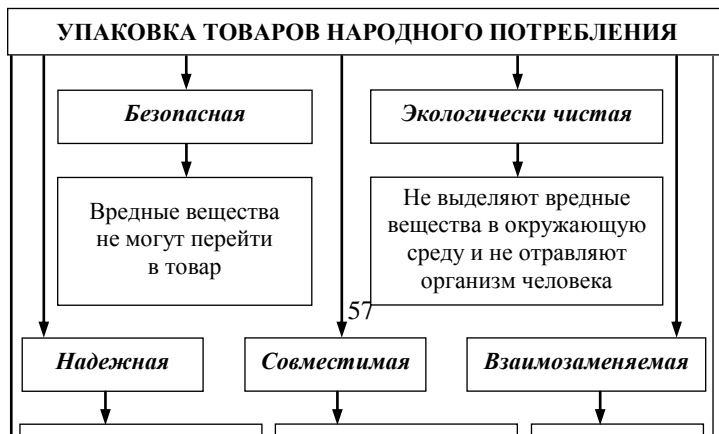 УПАКОВКА ТОВАРОВ НАРОДНОГО ПОТРЕБЛЕНИЯ
Безопасная
Экологически чистая
Вредные вещества
не могут перейти
в товар
Не выделяют вредные
вещества в окружающую
среду и не отравляют
организм человека
57
Надежная
Совместимая
Взаимозаменяемая